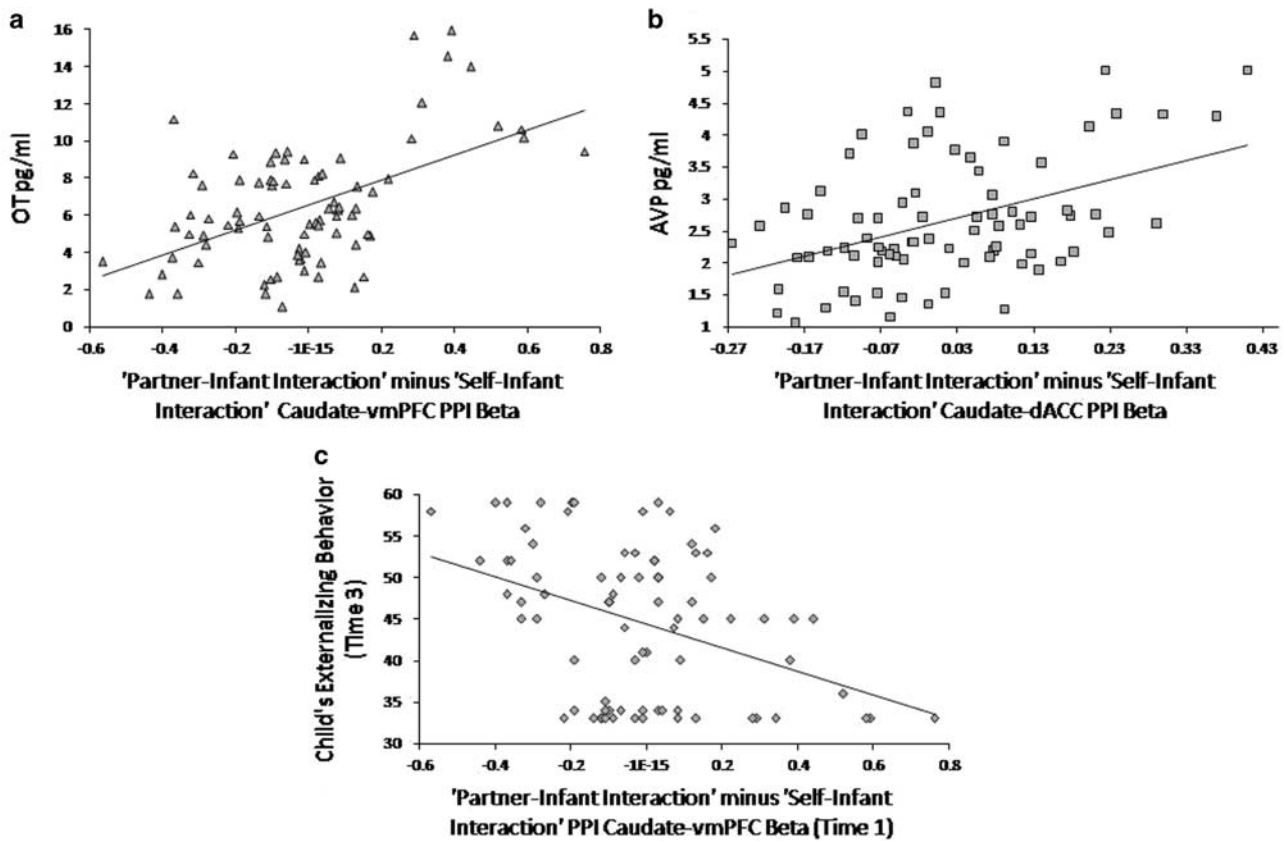 a
OT pg/ml
16
14
12
10
8
6
4
2
0
-0.6 -0.4 -0.2 -1E-15 0.2 0.4 0.6 0.8
'Partner-Infant Interaction' minus 'Self-Infant
Interaction' Caudate-vmPFC PPI Beta
b
AVP pg/ml
5.5
5
4.5
4
3.5
3
2.5
2
1.5
1
-0.27 -0.17 -0.07 0.03 0.13 0.23 0.33 0.43
'Partner-Infant Interaction' minus 'Self-Infant
Interaction' Caudate-dACC PPI Beta
c
Child's Externalizing Behavior
(Time 3)
60
55
50
45
40
35
30
-0.6 -0.4 -0.2 -1E-15 0.2 0.4 0.6 0.8
'Partner-Infant Interaction' minus 'Self-Infant
Interaction' PPI Caudate-vmPFC Beta (Time 1)